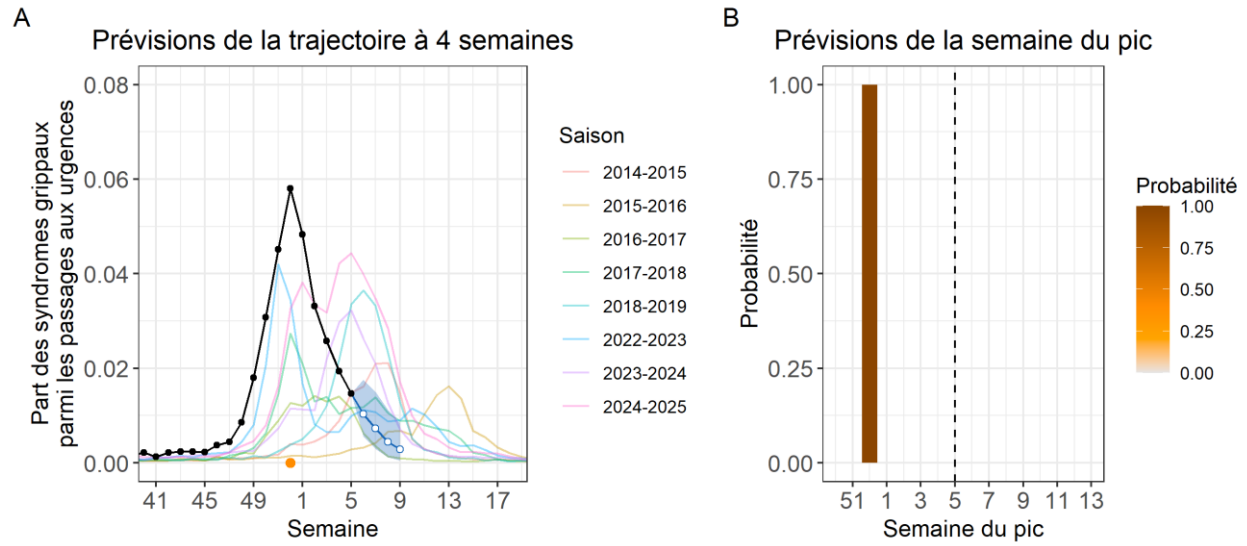 A
Prévisions de la trajectoire à 4 semaines
Part des syndromes grippaux
parmi les passages aux urgences
0.08
0.06
0.04
0.02
0.00
41 45 49 1 5 9 13 17
Semaine
Saison
2014-2015
2015-2016
2016-2017
2017-2018
2018-2019
2022-2023
2023-2024
2024-2025
B
Prévisions de la semaine du pic
Probabilité
1.00
0.75
0.50
0.25
0.00
51 1 3 5 7 9 11 13
Semaine du pic
Probabilité
1.00
0.75
0.50
0.25
0.00